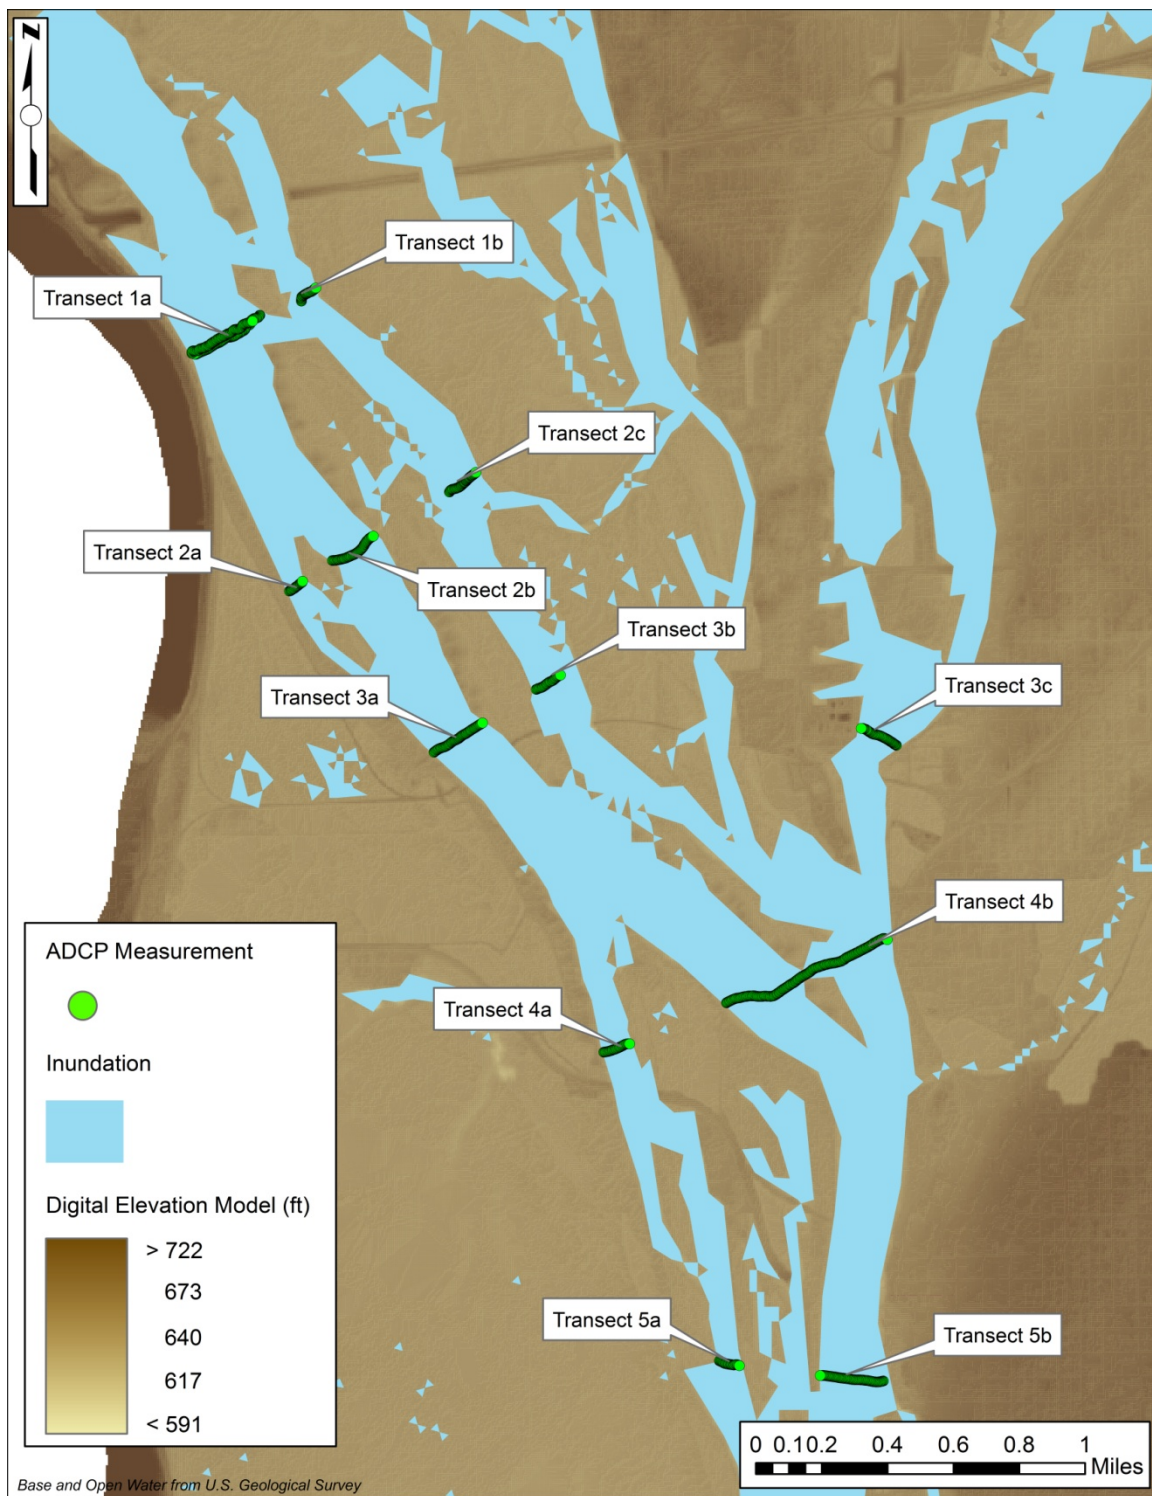 N
Transect 1b
Transect 1a
Transect 2c
Transect 2a
Transect 2b
Transect 3b
Transect 3a
Transect 3c
Transect 4b
Transect 4a
Transect 5a
Transect 5b
ADCP Measurement
Inundation
Digital Elevation Model (ft)
> 722
673
640
617
< 591
0 0.1 0.2 0.4 0.6 0.8 1
Miles
Base and Open Water from U.S. Geological Survey